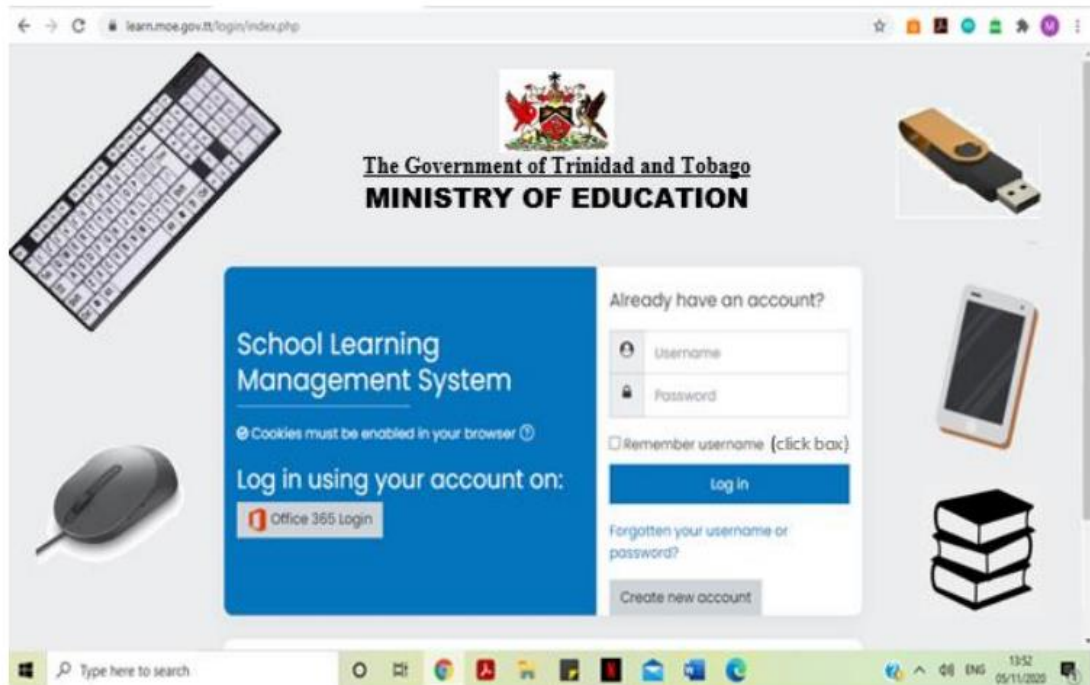 learn.moe.gov.tt/login/index.php
M
The Government of Trinidad and Tobago
MINISTRY OF EDUCATION
School Learning
Management System
Cookies must be enabled in your browser
Log in using your account on:
Office 365 Login
Already have an account?
Username
Password
Remember username (click box)
Log in
Forgotten your username or
password?
Create new account
Type here to search
ENG
13:52
05/11/2020